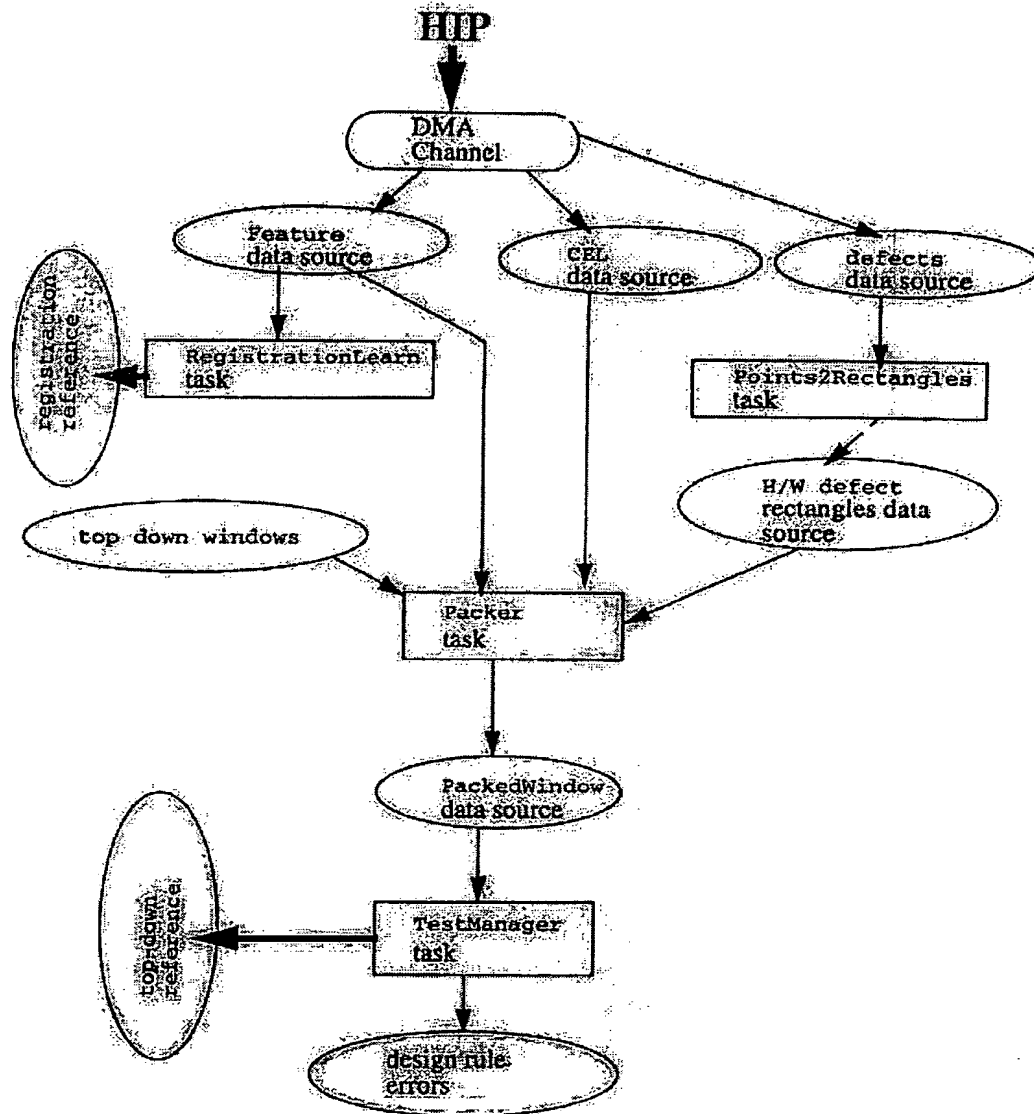 HIP
DMA
Channel
Feature
data source
CEL
data source
defects
data source
registration
reference
RegistrationLearn
task
Points2Rectangles
task
H/W defect
rectangles data
source
top down windows
Packer
task
PackedWindow
data source
top-down
reference
TestManager
task
design rule
errors